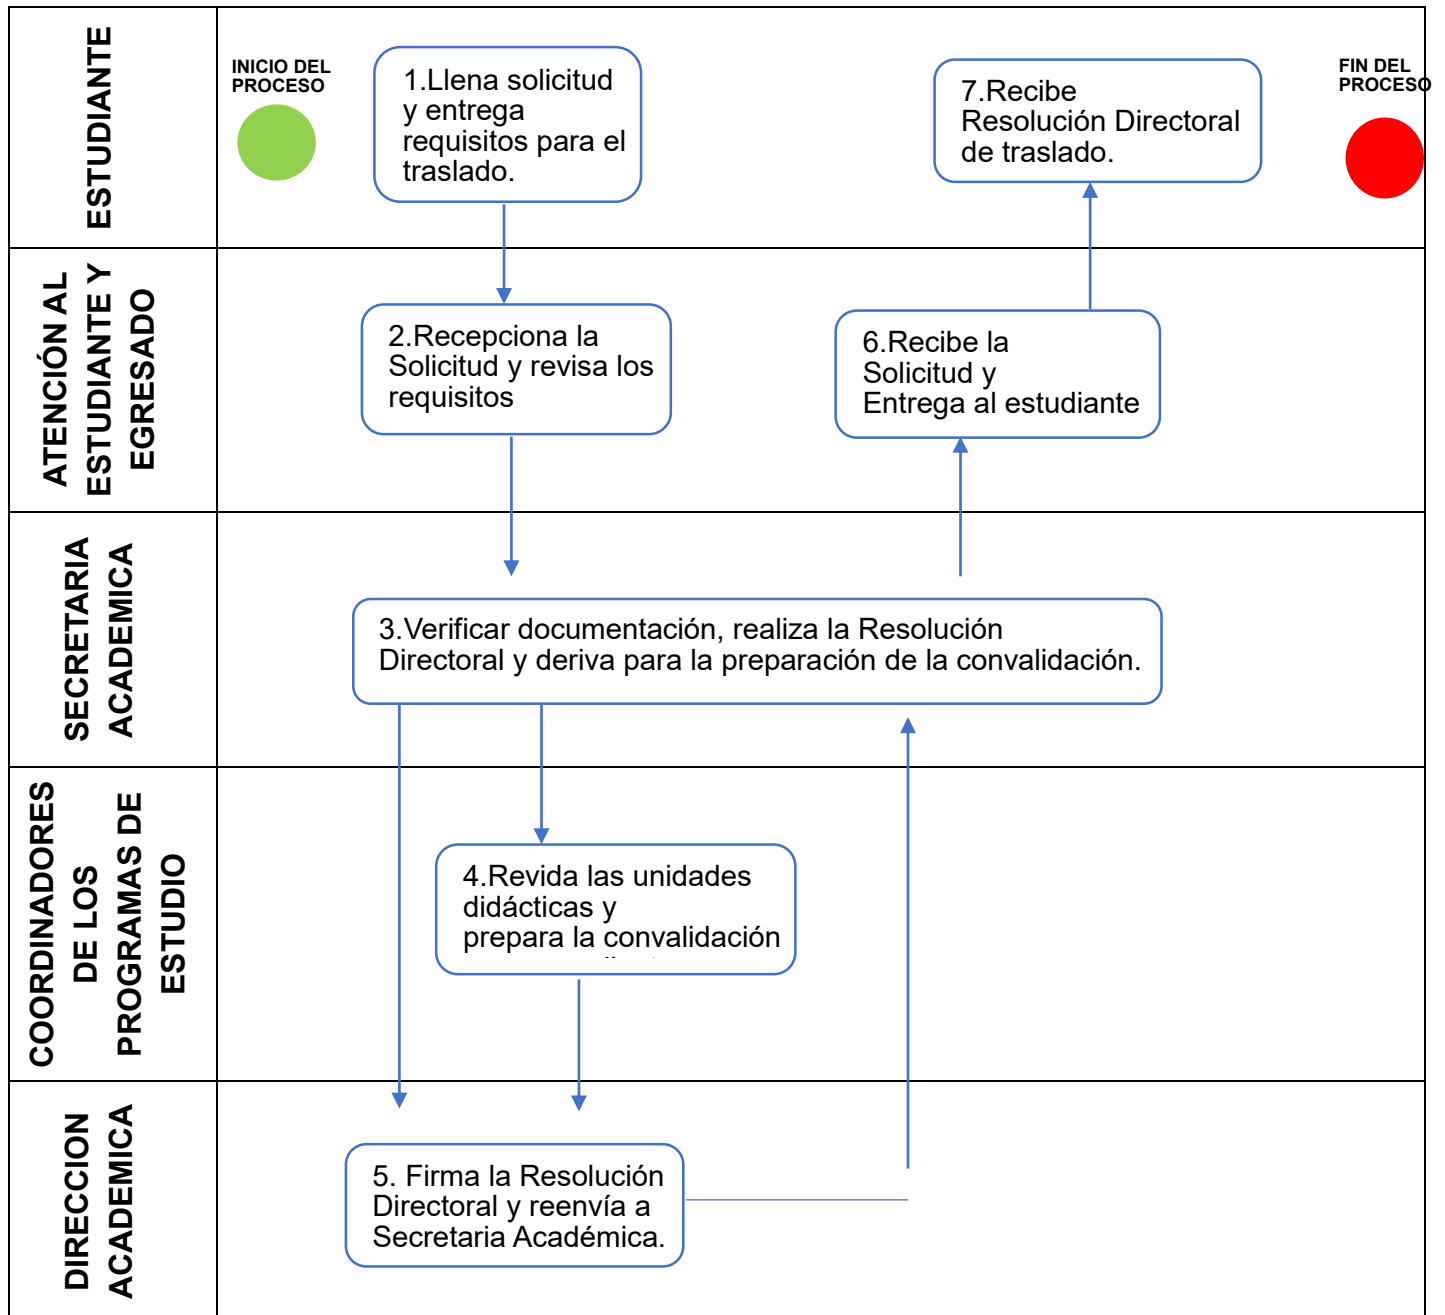 ESTUDIANTE
INICIO DEL
PROCESO
1.Llena solicitud
y entrega
requisitos para el
traslado.
7.Recibe
Resolución Directoral
de traslado.
FIN DEL
PROCESO
ATENCIÓN AL
ESTUDIANTE Y
EGRESADO
2.Recepciona la
Solicitud y revisa los
requisitos
6.Recibe la
Solicitud y
Entrega al estudiante
SECRETARIA
ACADEMICA
3.Verificar documentación, realiza la Resolución
Directoral y deriva para la preparación de la convalidación.
COORDINADORES
DE LOS
PROGRAMAS DE
ESTUDIO
4.Revida las unidades
didácticas y
prepara la convalidación
DIRECCION
ACADEMICA
5. Firma la Resolución
Directoral y reenvía a
Secretaria Académica.